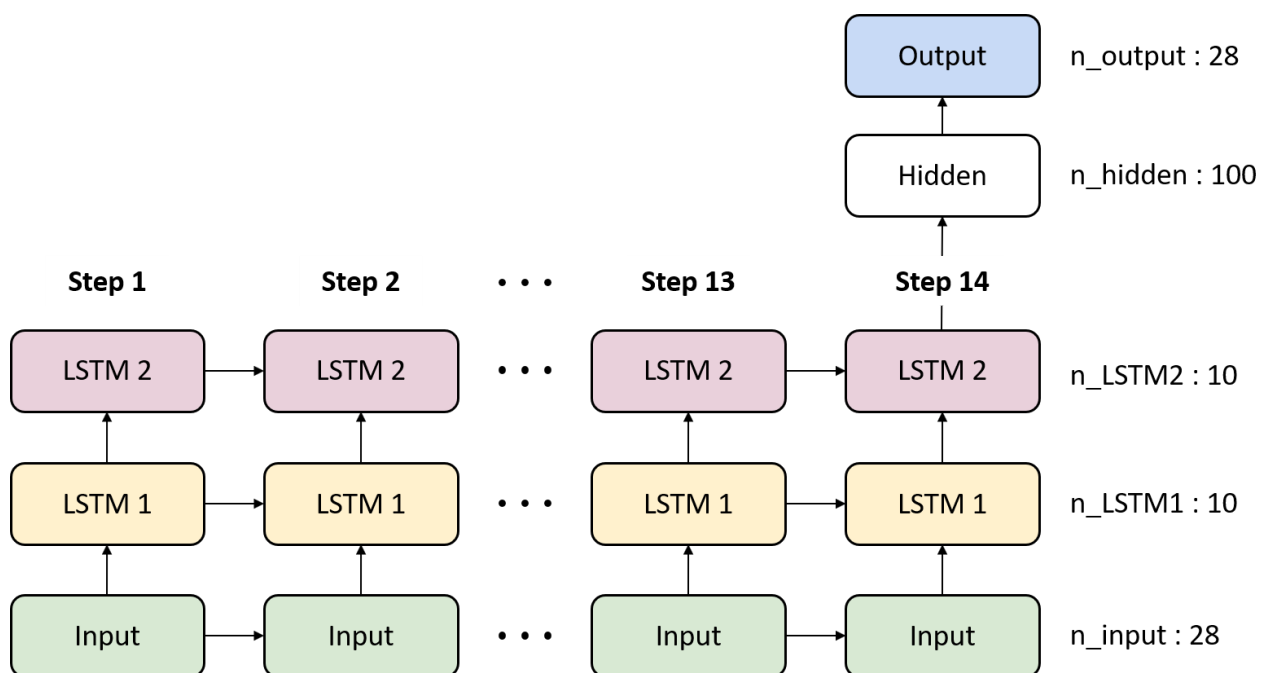 Output n_output : 28
Hidden n_hidden : 100
Step 1 Step 2 • • • Step 13 Step 14
LSTM 2 LSTM 2 • • • LSTM 2 LSTM 2 n_LSTM2 : 10
LSTM 1 LSTM 1 • • • LSTM 1 LSTM 1 n_LSTM1 : 10
Input Input • • • Input Input n_input : 28